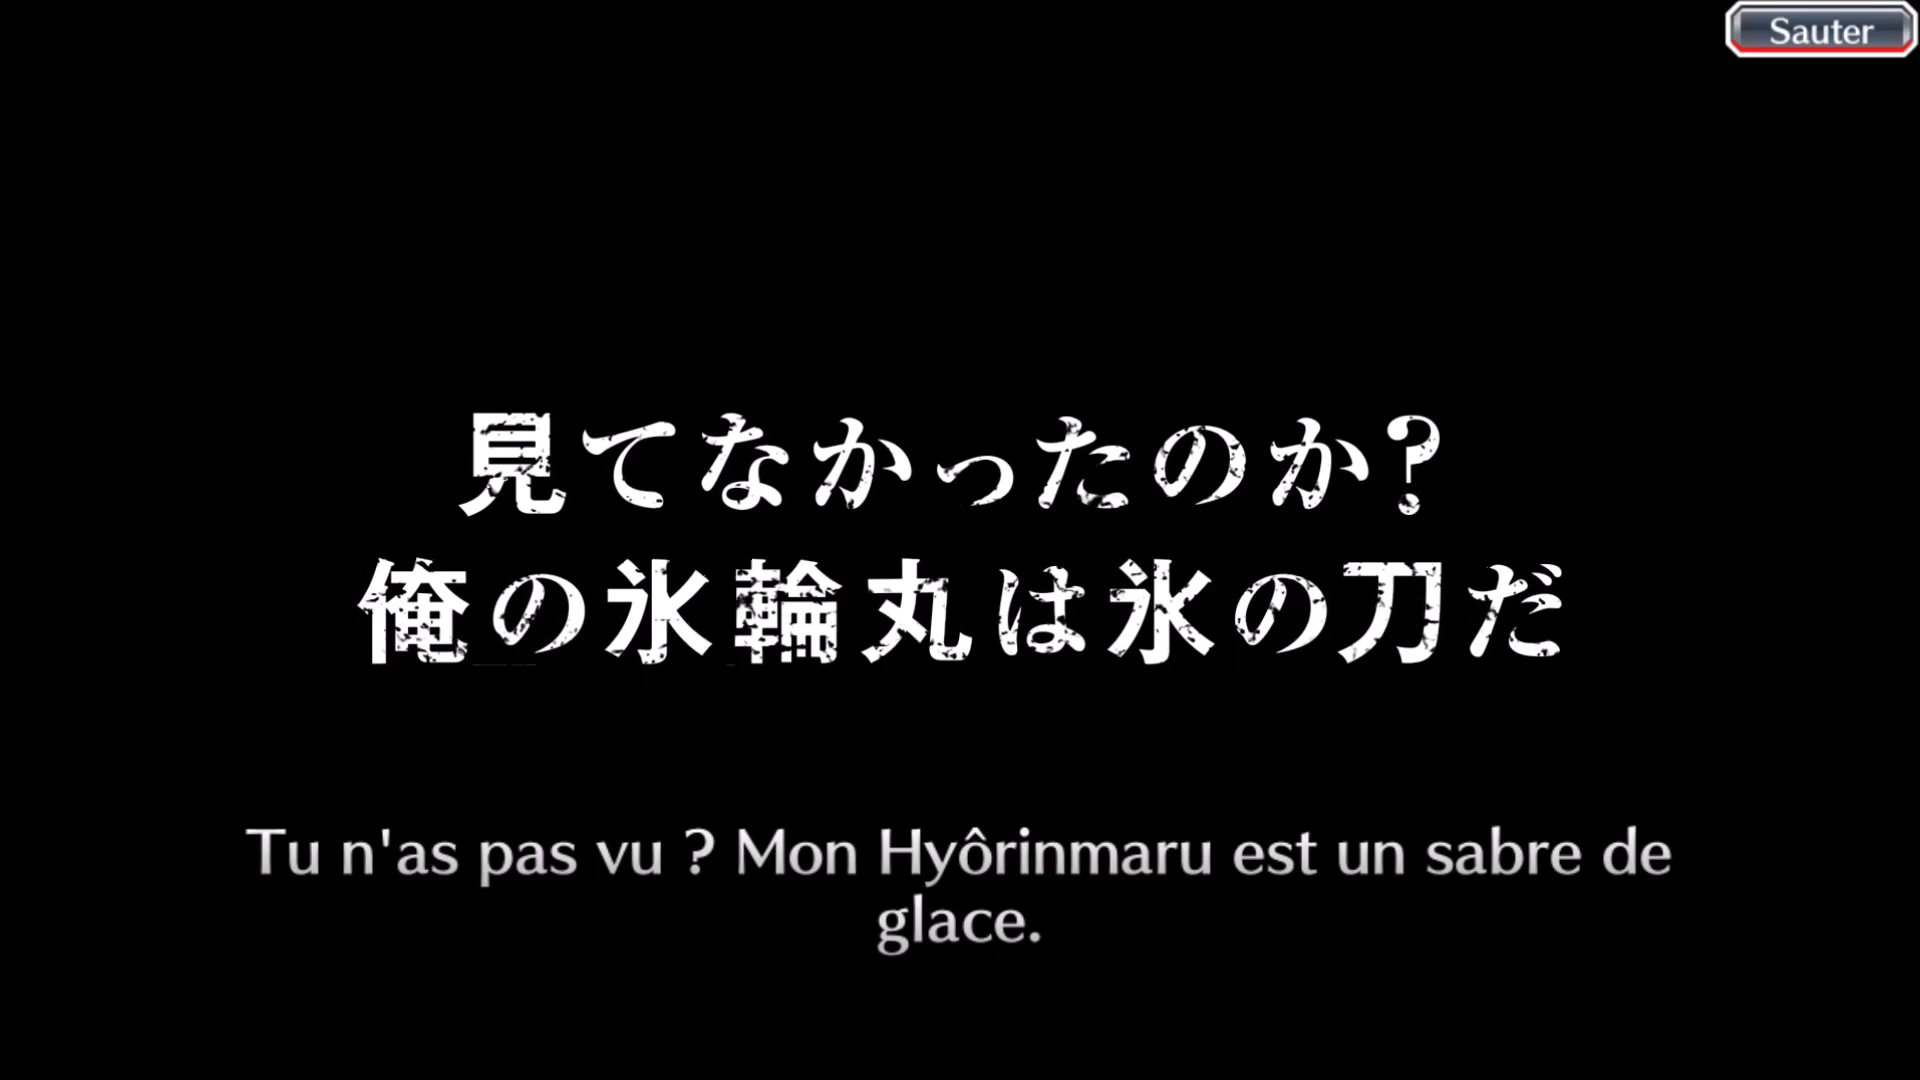 Sauter
見てなかったのか?
俺の氷輪丸は氷の刀だ
Tu n'as pas vu ? Mon Hyôrinmaru est un sabre de
glace.